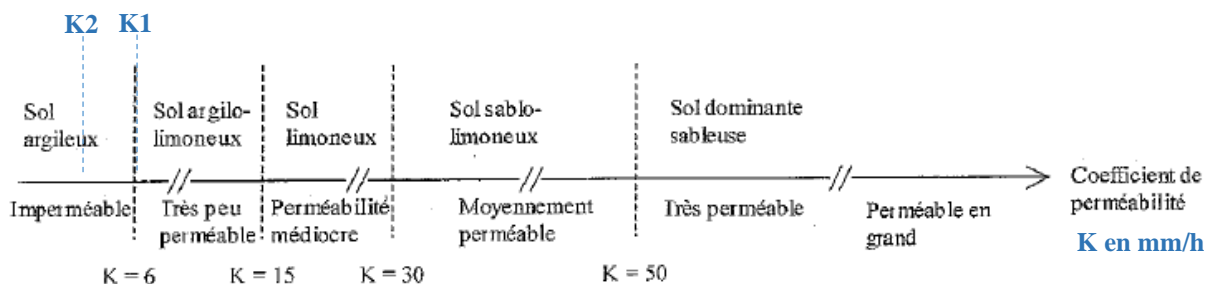 K2 K1
Sol argileux
Sol argilo-limoneux
Sol limoneux
Sol sablo-limoneux
Sol dominante sableuse
Imperméable
Très peu perméable
Perméabilité médiocre
Moyennement perméable
Très perméable
Perméable en grand
Coefficient de perméabilité
K en mm/h
K = 6
K = 15
K = 30
K = 50